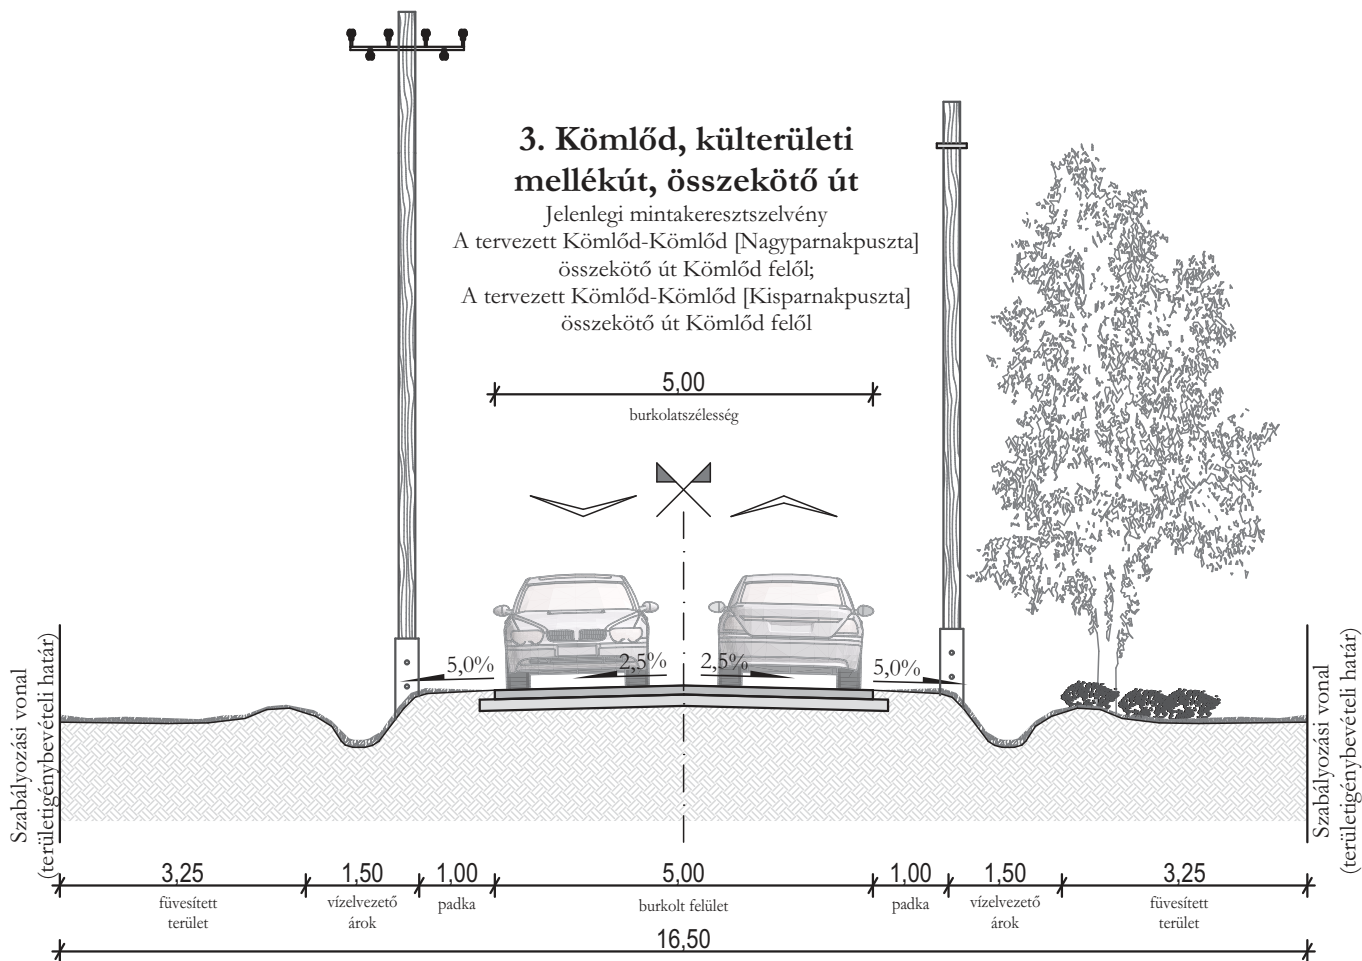 3. Kömlőd, külterületi
mellékút, összekötő út
Jelenlegi mintakeresztszelvény
A tervezett Kömlőd-Kömlőd [Nagyparnakpuszta]
összekötő út Kömlőd felől;
A tervezett Kömlőd-Kömlőd [Kisparnakpuszta]
összekötő út Kömlőd felől
5,00
burkolatszélesség
5,0%
2,5%
2,5%
5,0%
Szabályozási vonal
(területigénybevételi határ)
Szabályozási vonal
(területigénybevételi határ)
3,25
1,50
1,00
5,00
1,00
1,50
3,25
füvesített
terület
vízelvezető
árok
padka
burkolt felület
padka
vízelvezető
árok
füvesített
terület
16,50